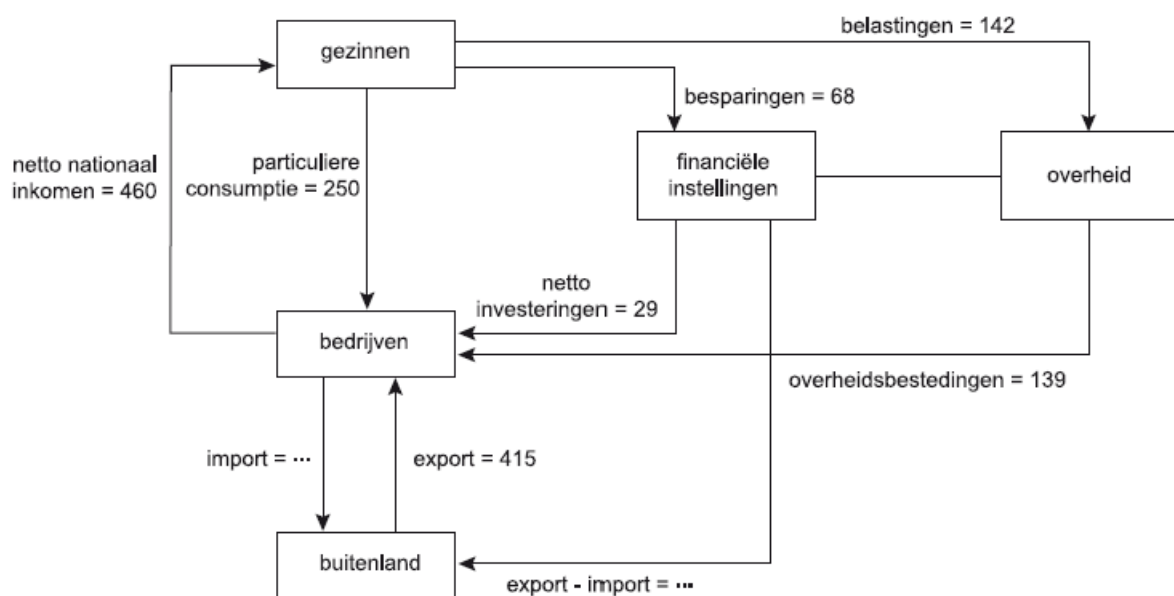 belastingen = 142
gezinnen
besparingen = 68
netto nationaal
inkomen = 460
particuliere
consumptie = 250
financiële
instellingen
overheid
netto
investeringen = 29
bedrijven
overheidsbestedingen = 139
import = ...
export = 415
buitenland
export - import = ...